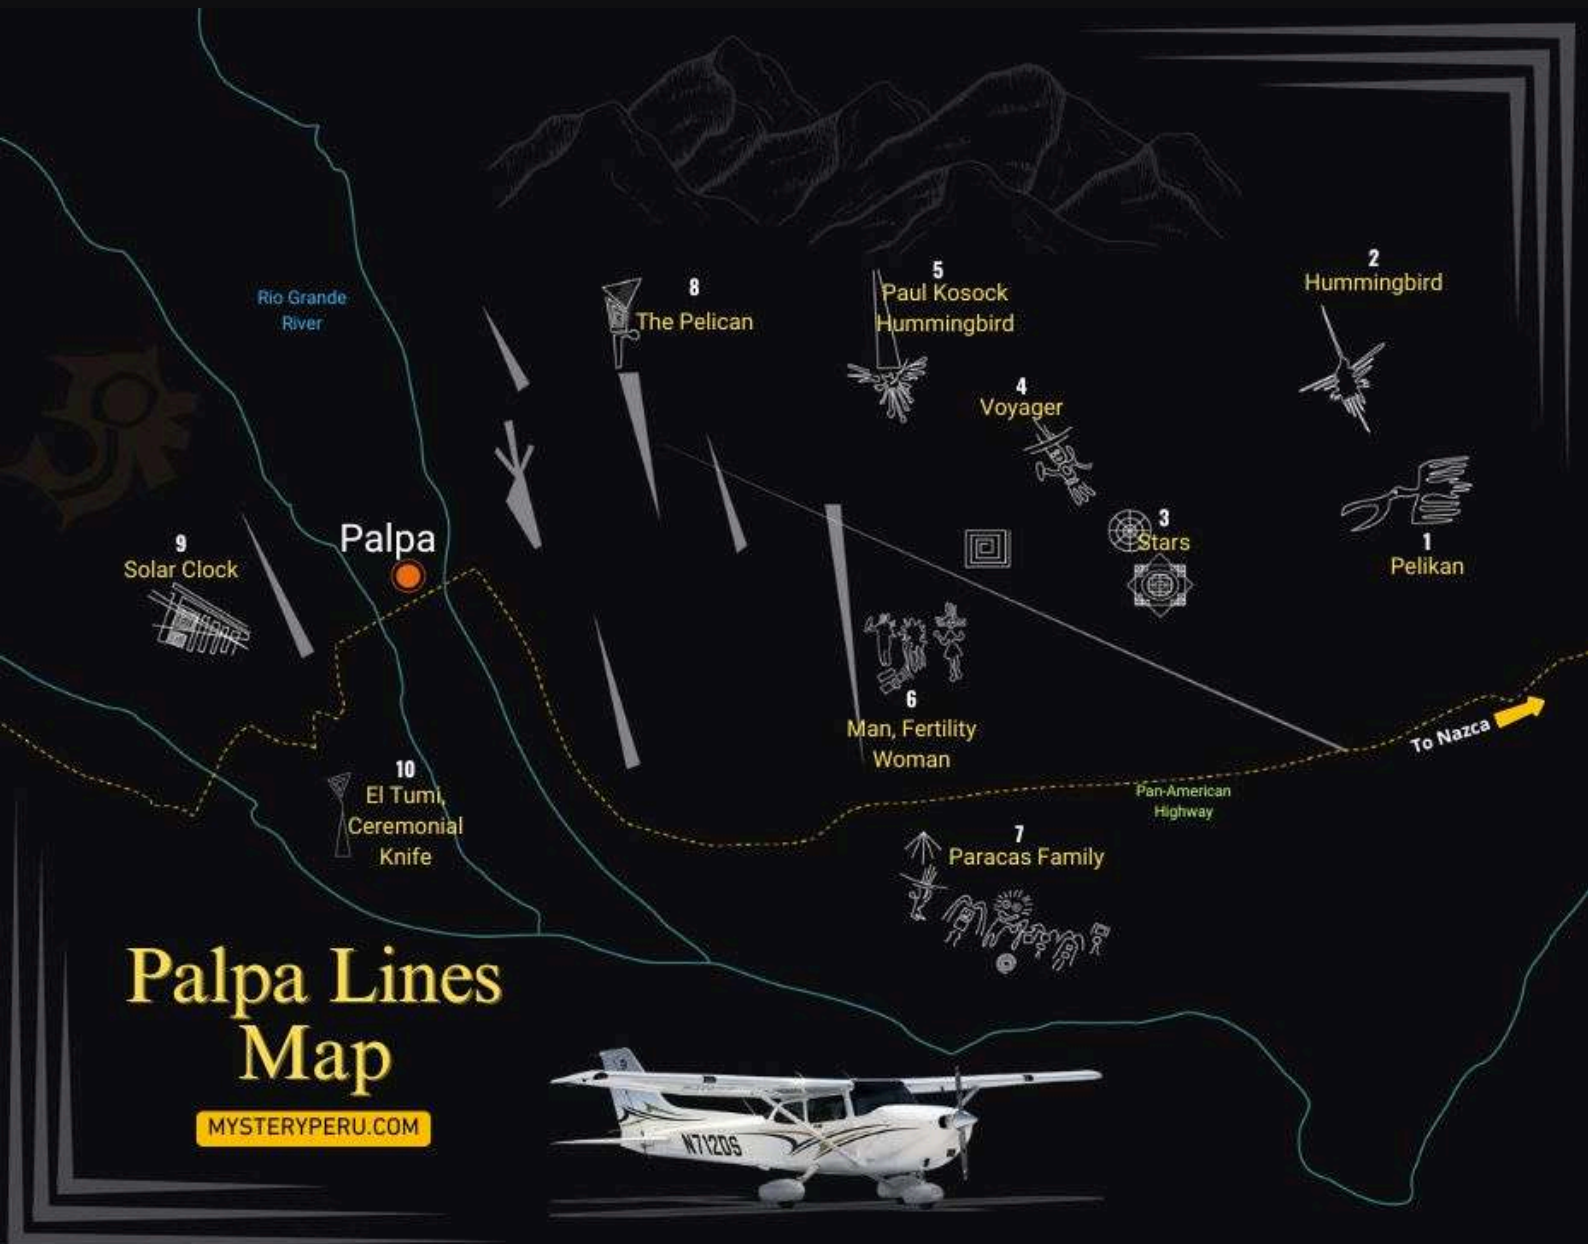 2
Hummingbird
5
Paul Kosock
Hummingbird
8
The Pelican
Rio Grande
River
4
Voyager
3
Stars
1
Pelikan
Palpa
9
Solar Clock
6
Man, Fertility
Woman
To Nazca
10
El Tumi,
Ceremonial
Knife
Pan-American
Highway
7
Paracas Family
Palpa Lines
Map
MYSTERYPERU.COM
N712DS